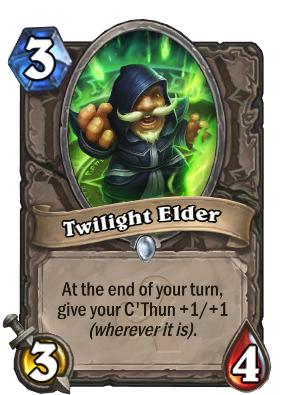 3
Twilight Elder
At the end of your turn,
give your C'Thun +1/+1
(wherever it is).
3
4